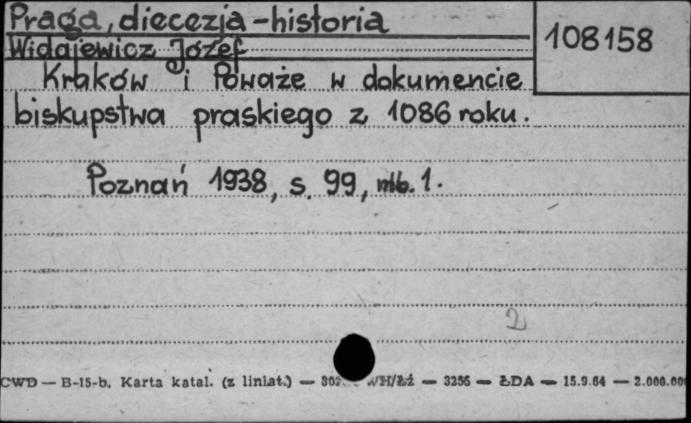 Praga, diecezja - historia
108158
Widajewicz Józef
Kraków i Poważe w dokumencie
biskupstwa praskiego z 1086 roku.
Poznań 1938, s. 99, nlb. 1.
2
CWD — B-15-b. Karta katal. (z liniat.) — WH/Łź — 3256 — ŁDA — 15.9.64 — 2.000.00